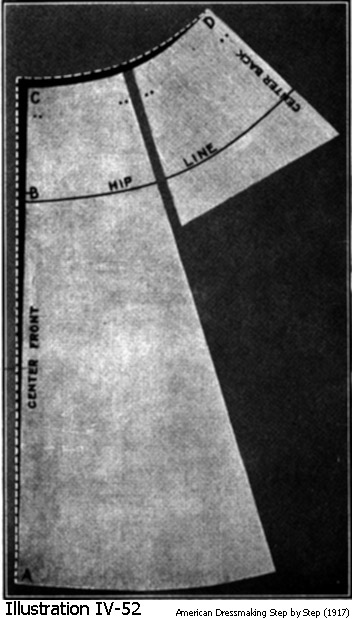 D
CENTER BACK
C
HIP LINE
B
CENTER FRONT
A
Illustration IV-52
American Dressmaking Step by Step (1917)